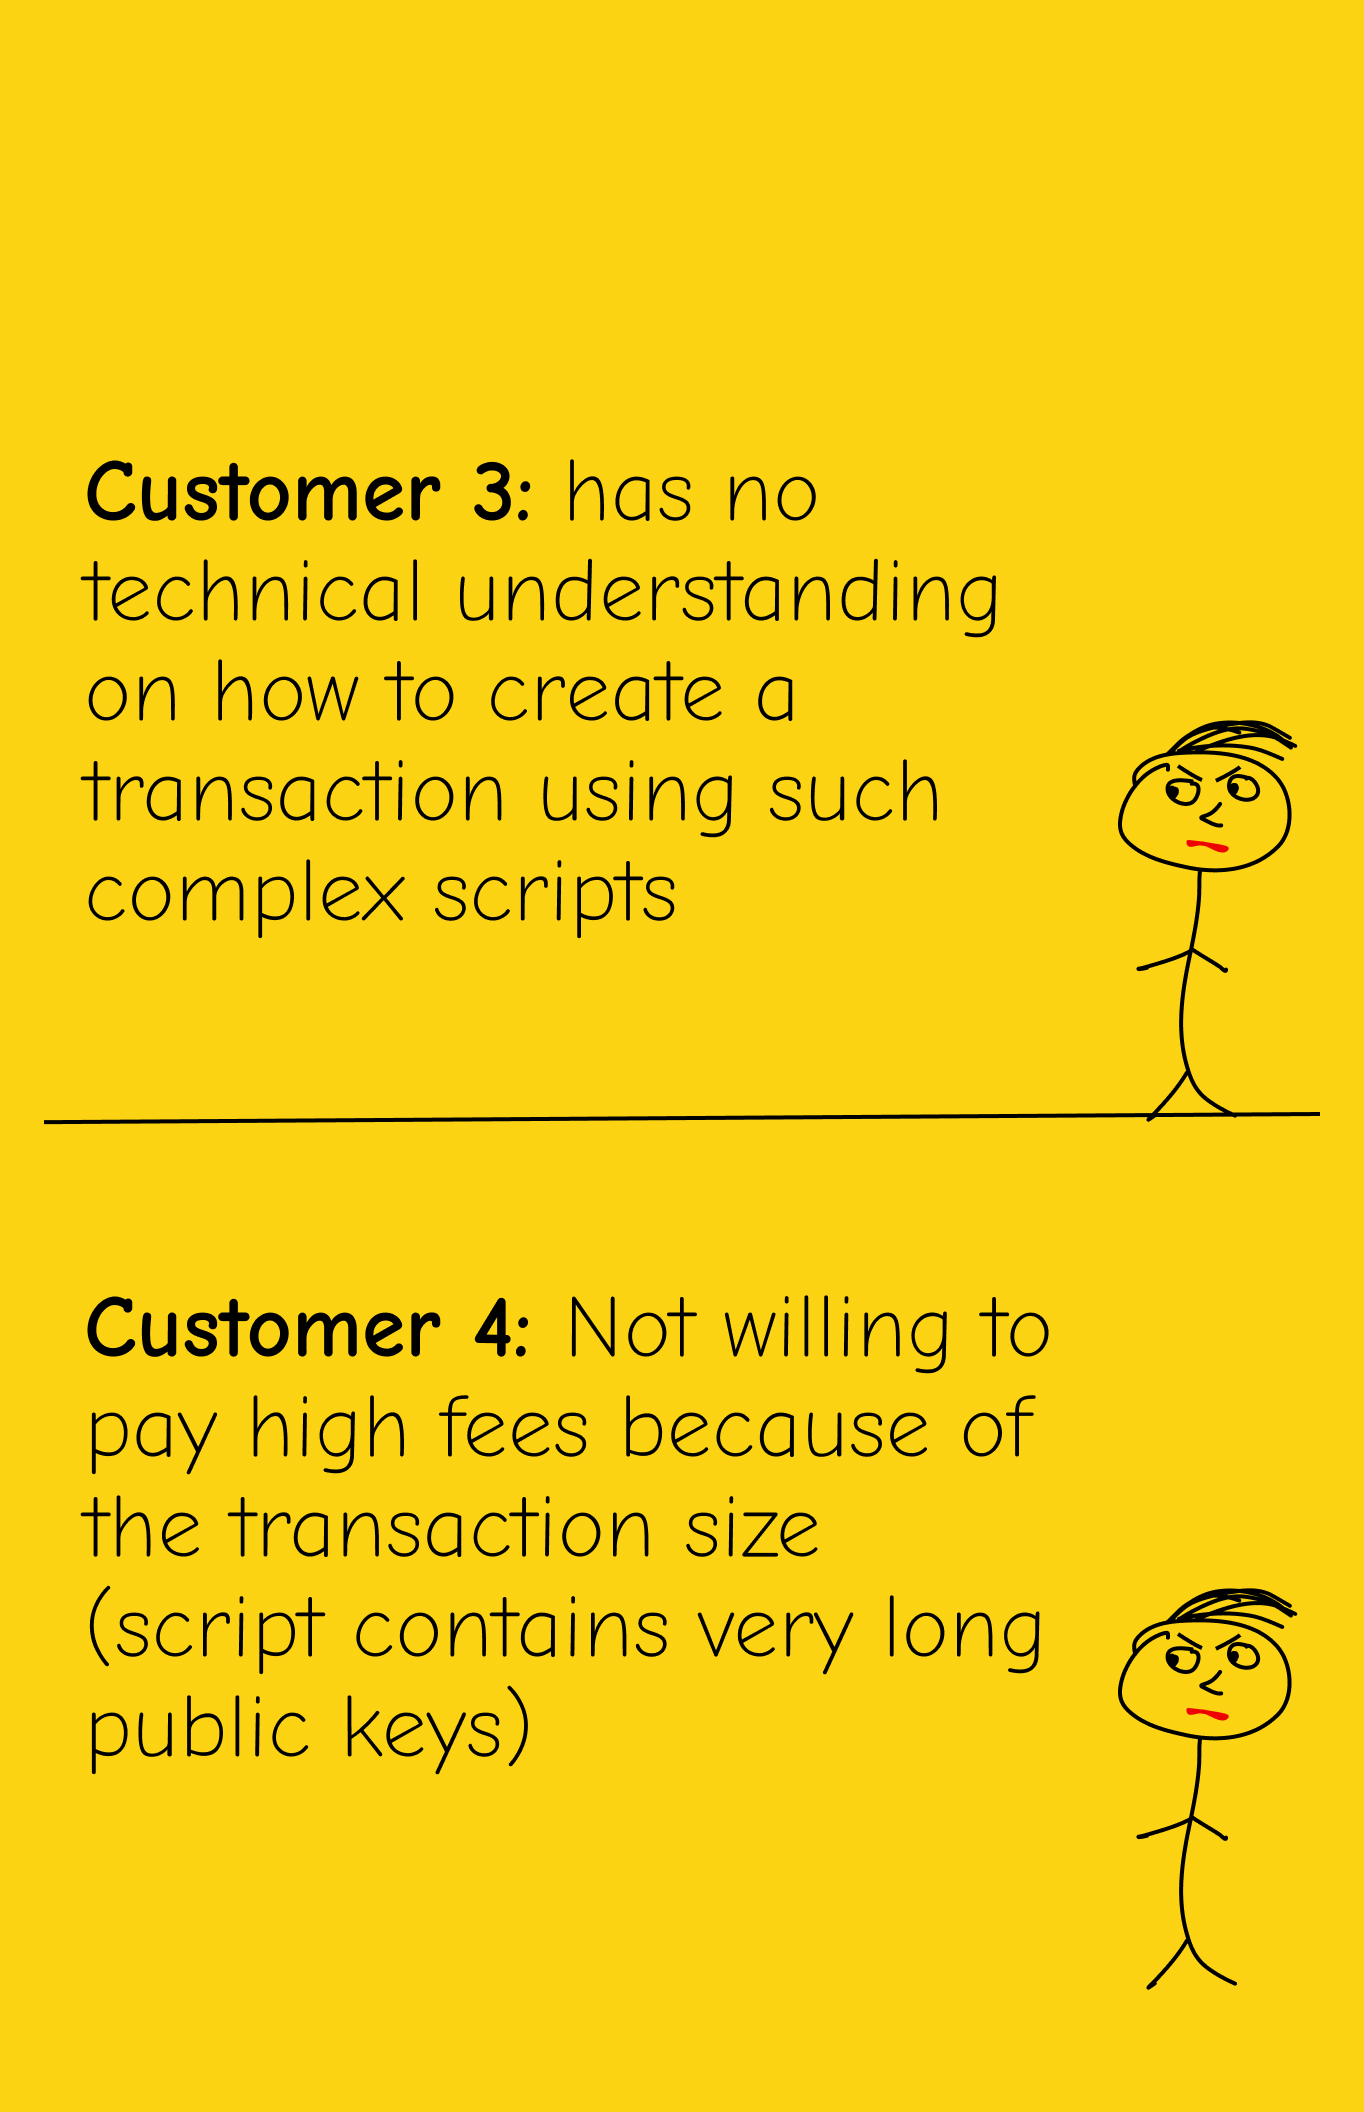 Customer 3: has no
technical understanding
on how to create a
transaction using such
complex scripts
Customer 4: Not willing to
pay high fees because of
the transaction size
(script contains very long
public keys)